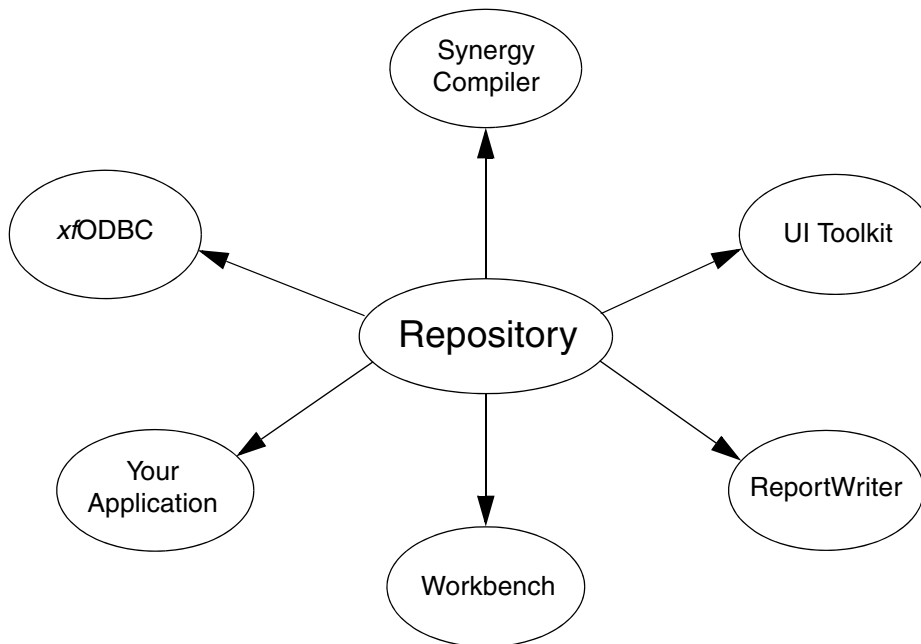 Synergy
Compiler
xfODBC
UI Toolkit
Repository
Your
Application
ReportWriter
Workbench